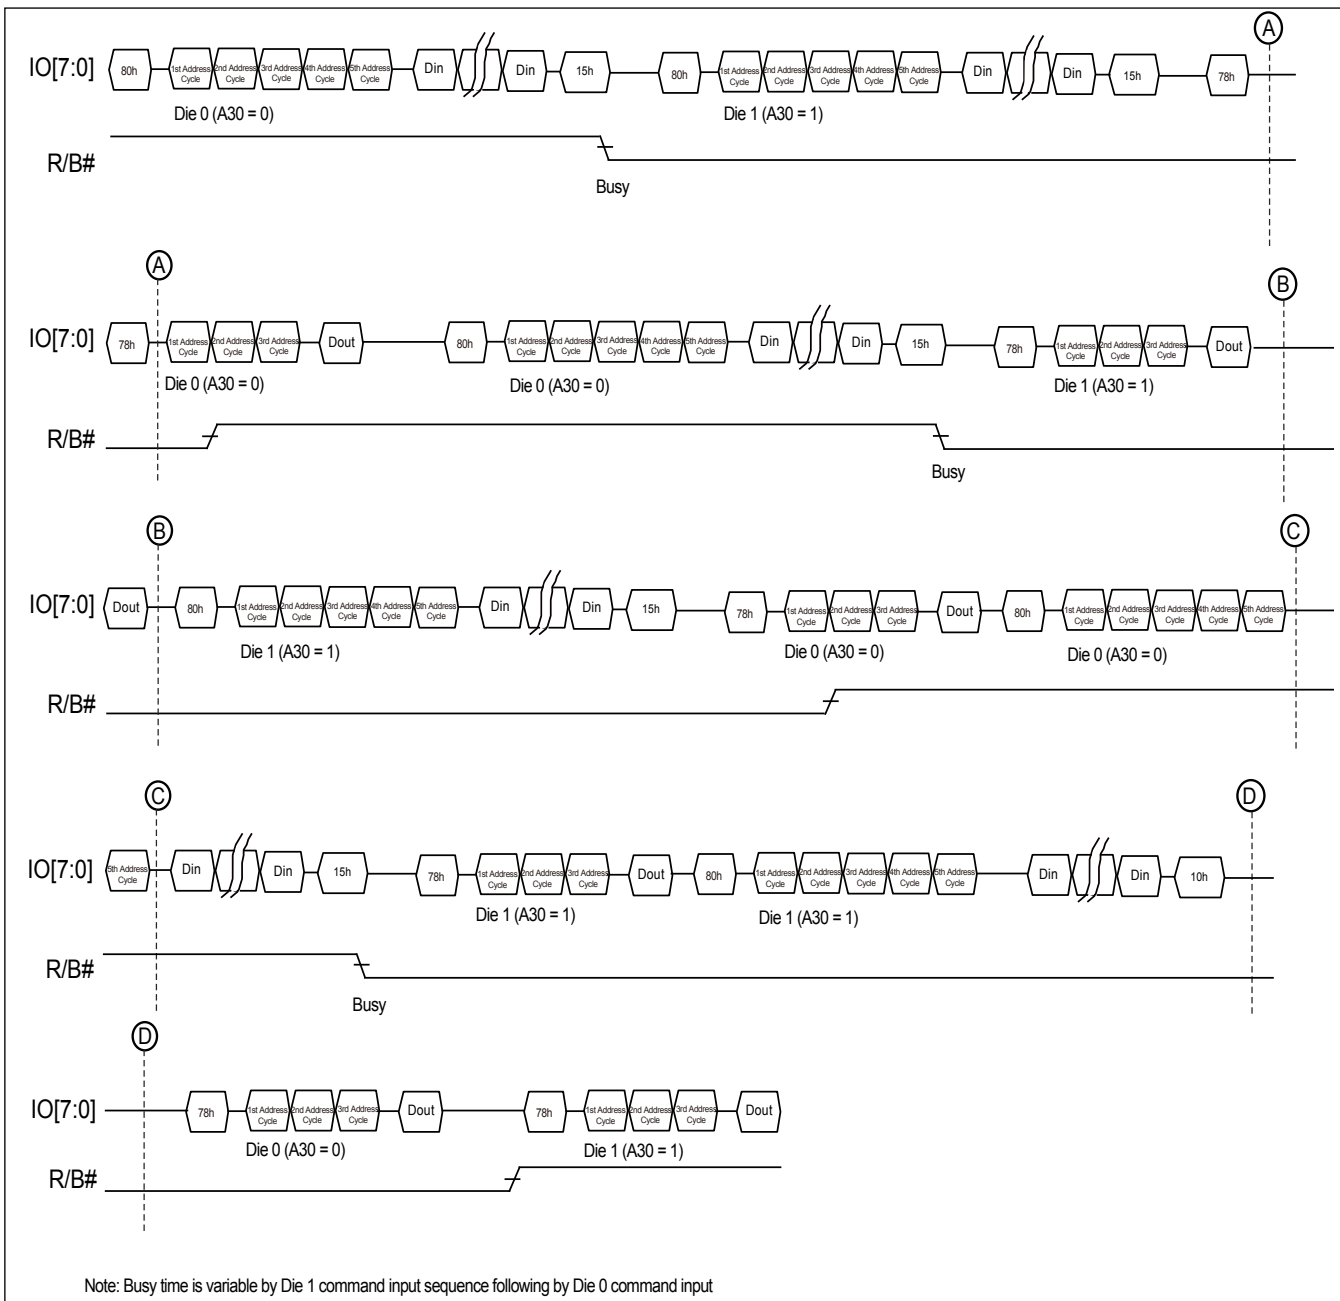 A
IO[7:0] 80h 1st Address Cycle 2nd Address Cycle 3rd Address Cycle 4th Address Cycle 5th Address Cycle Din Din 15h 80h 1st Address Cycle 2nd Address Cycle 3rd Address Cycle 4th Address Cycle 5th Address Cycle Din Din 15h 78h
Die 0 (A30 = 0) Die 1 (A30 = 1)
R/B#
Busy
A B
IO[7:0] 78h 1st Address Cycle 2nd Address Cycle 3rd Address Cycle Dout 80h 1st Address Cycle 2nd Address Cycle 3rd Address Cycle 4th Address Cycle 5th Address Cycle Din Din 15h 78h 1st Address Cycle 2nd Address Cycle 3rd Address Cycle Dout
Die 0 (A30 = 0) Die 0 (A30 = 0) Die 1 (A30 = 1)
R/B#
Busy
B C
IO[7:0] Dout 80h 1st Address Cycle 2nd Address Cycle 3rd Address Cycle 4th Address Cycle 5th Address Cycle Din Din 15h 78h 1st Address Cycle 2nd Address Cycle 3rd Address Cycle Dout 80h 1st Address Cycle 2nd Address Cycle 3rd Address Cycle 4th Address Cycle 5th Address Cycle
Die 1 (A30 = 1) Die 0 (A30 = 0) Die 0 (A30 = 0)
R/B#
C D
IO[7:0] 5th Address Cycle Din Din 15h 78h 1st Address Cycle 2nd Address Cycle 3rd Address Cycle Dout 80h 1st Address Cycle 2nd Address Cycle 3rd Address Cycle 4th Address Cycle 5th Address Cycle Din Din 10h
Die 1 (A30 = 1) Die 1 (A30 = 1)
R/B#
Busy
D
IO[7:0] 78h 1st Address Cycle 2nd Address Cycle 3rd Address Cycle Dout 78h 1st Address Cycle 2nd Address Cycle 3rd Address Cycle Dout
Die 0 (A30 = 0) Die 1 (A30 = 1)
R/B#
Note: Busy time is variable by Die 1 command input sequence following by Die 0 command input